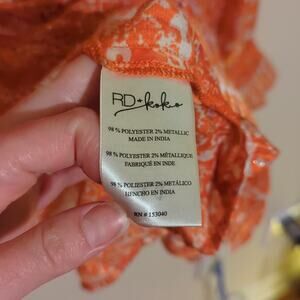 RD+koko
98 % POLYESTER 2% METALLIC
MADE IN INDIA
98 % POLYESTER 2% MÉTALLIQUE
FABRIQUÉ EN INDE
98 % POLIESTER 2% METÁLICO
HENCHO EN INDIA
RN # 153040